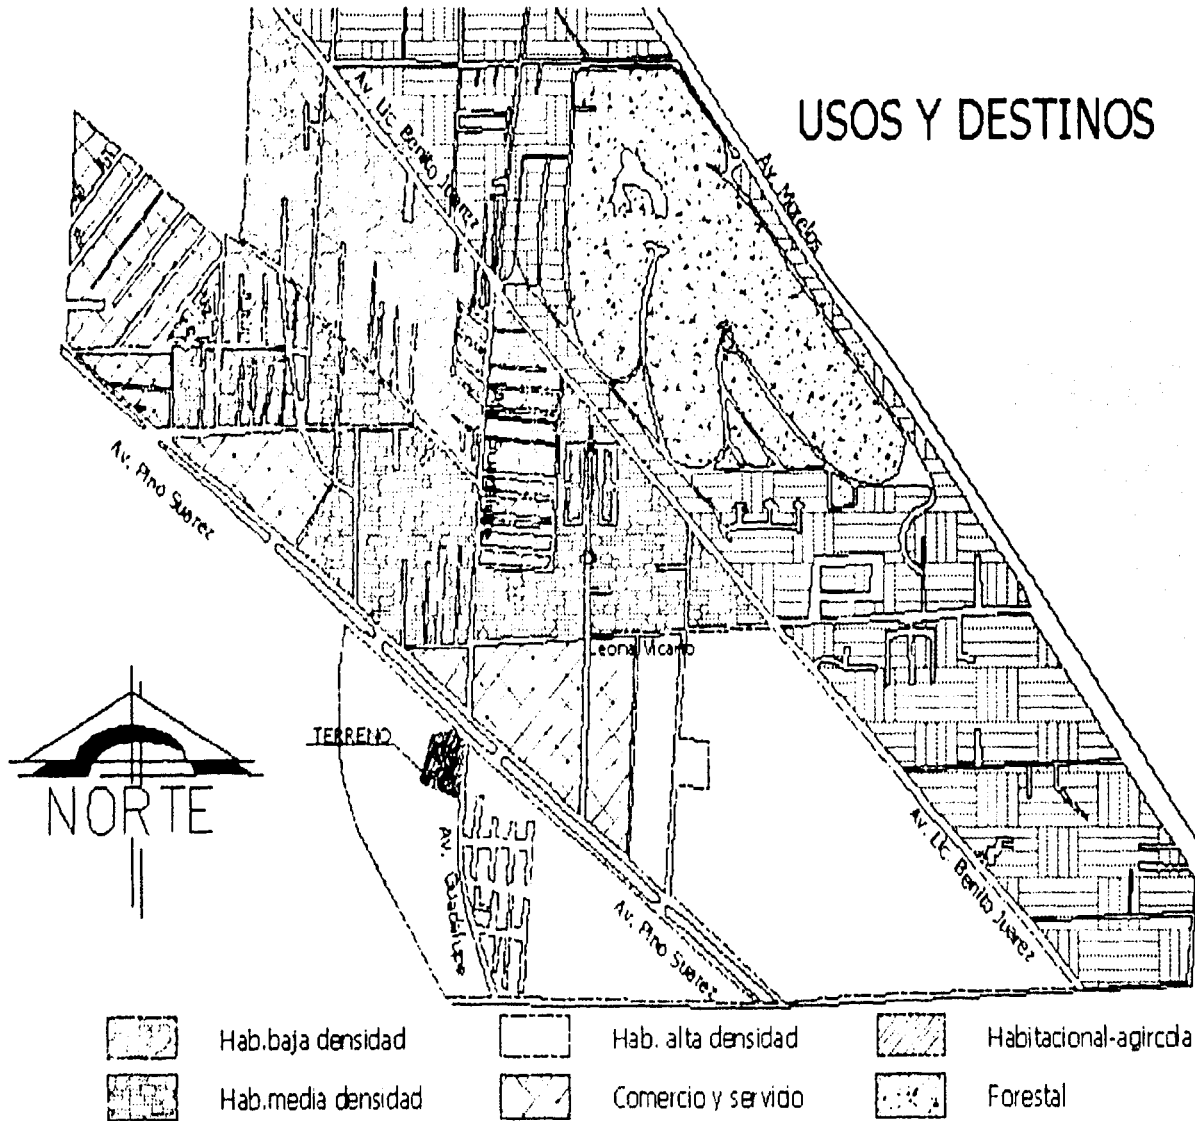 USOS Y DESTINOS
Av. Lic. Benito Juarez
Av. Morelos
Av. Pino Suarez
Leona Vicario
TERRENO
NORTE
Av. Guadalupe
Av. Lic. Benito Juarez
Av. Pino Suarez
Hab.baja densidad
Hab. alta densidad
Habitacional-agircola
Hab.media densidad
Comercio y servicio
Forestal